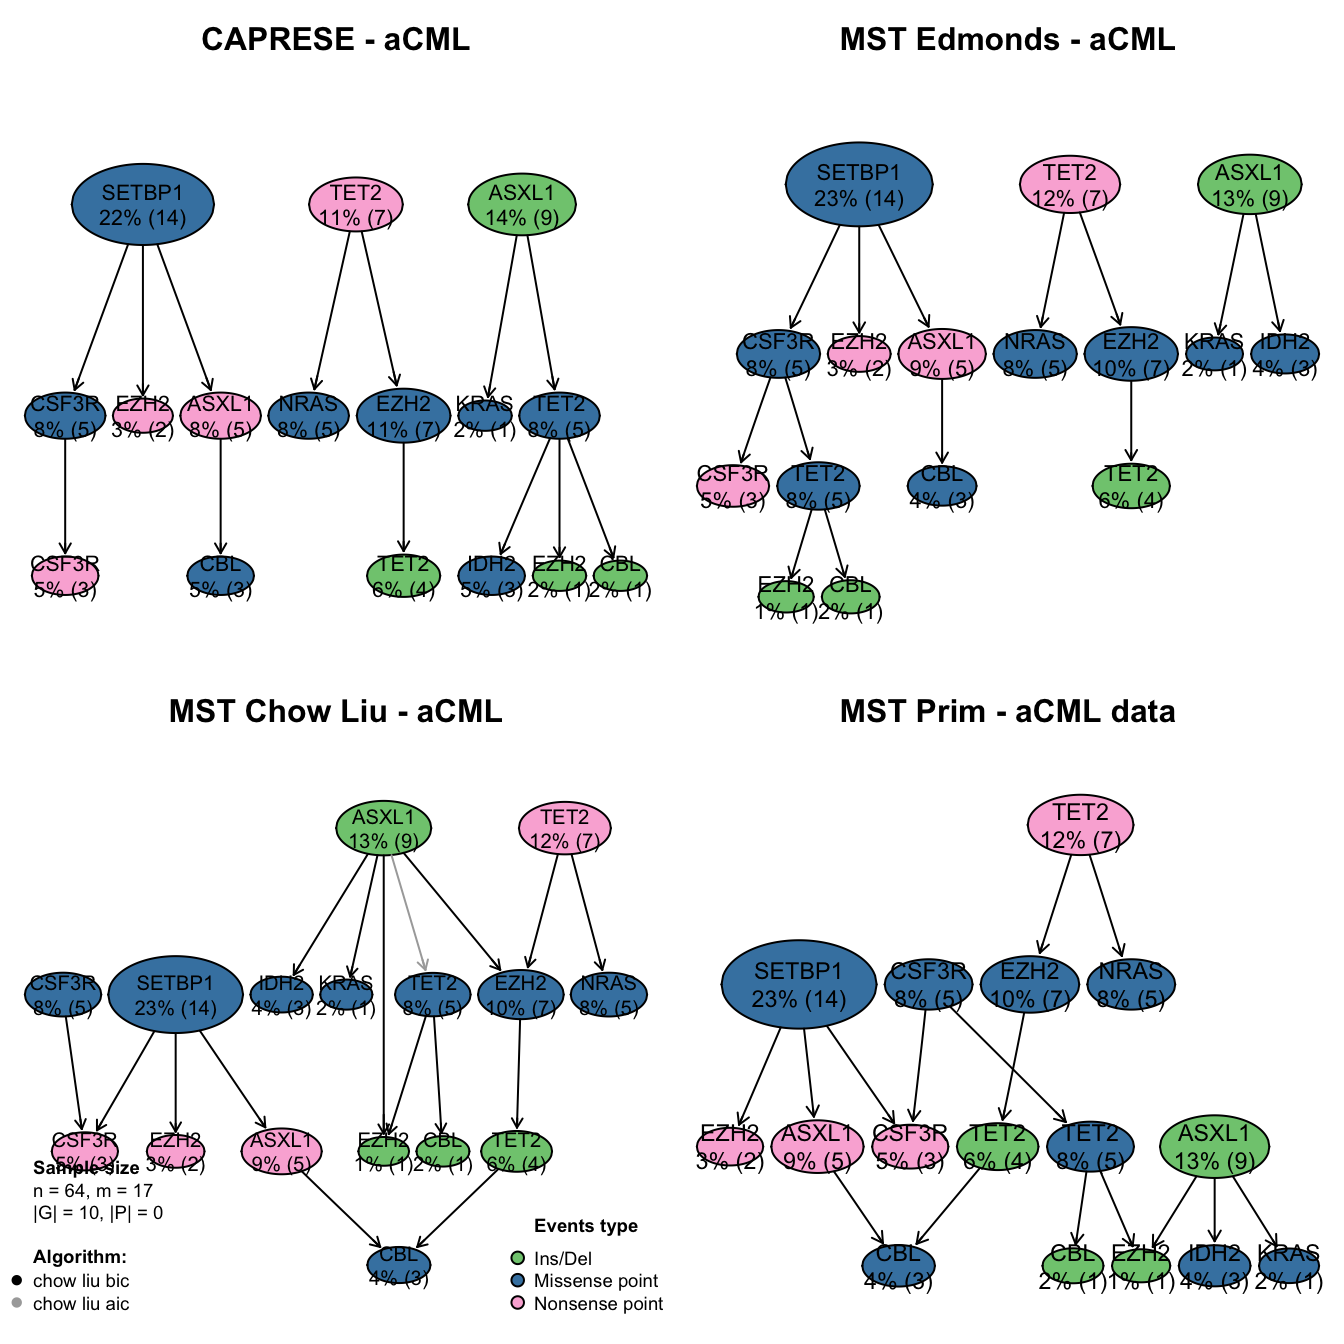 CAPRESE - aCML
SETBP1
22% (14)
TET2
11% (7)
ASXL1
14% (9)
CSF3R
8% (5)
EZH2
3% (2)
ASXL1
8% (5)
NRAS
8% (5)
EZH2
11% (7)
KRAS
2% (1)
TET2
8% (5)
CSF3R
5% (3)
CBL
5% (3)
TET2
6% (4)
IDH2
5% (3)
EZH2
2% (1)
CBL
2% (1)
MST Edmonds - aCML
SETBP1
23% (14)
TET2
12% (7)
ASXL1
13% (9)
CSF3R
8% (5)
EZH2
3% (2)
ASXL1
9% (5)
NRAS
8% (5)
EZH2
10% (7)
KRAS
2% (1)
IDH2
4% (3)
CSF3R
5% (3)
TET2
8% (5)
CBL
4% (3)
TET2
6% (4)
EZH2
1% (1)
CBL
2% (1)
MST Chow Liu - aCML
ASXL1
13% (9)
TET2
12% (7)
CSF3R
8% (5)
SETBP1
23% (14)
IDH2
4% (3)
KRAS
2% (1)
TET2
8% (5)
EZH2
10% (7)
NRAS
8% (5)
CSF3R
5% (3)
EZH2
3% (2)
ASXL1
9% (5)
EZH2
1% (1)
CBL
2% (1)
TET2
6% (4)
CBL
4% (3)
Sample size
n = 64, m = 17
|G| = 10, |P| = 0
Algorithm:
chow liu bic
chow liu aic
Events type
Ins/Del
Missense point
Nonsense point
MST Prim - aCML data
TET2
12% (7)
SETBP1
23% (14)
CSF3R
8% (5)
EZH2
10% (7)
NRAS
8% (5)
EZH2
3% (2)
ASXL1
9% (5)
CSF3R
5% (3)
TET2
6% (4)
TET2
8% (5)
ASXL1
13% (9)
CBL
4% (3)
CBL
2% (1)
EZH2
1% (1)
IDH2
4% (3)
KRAS
2% (1)